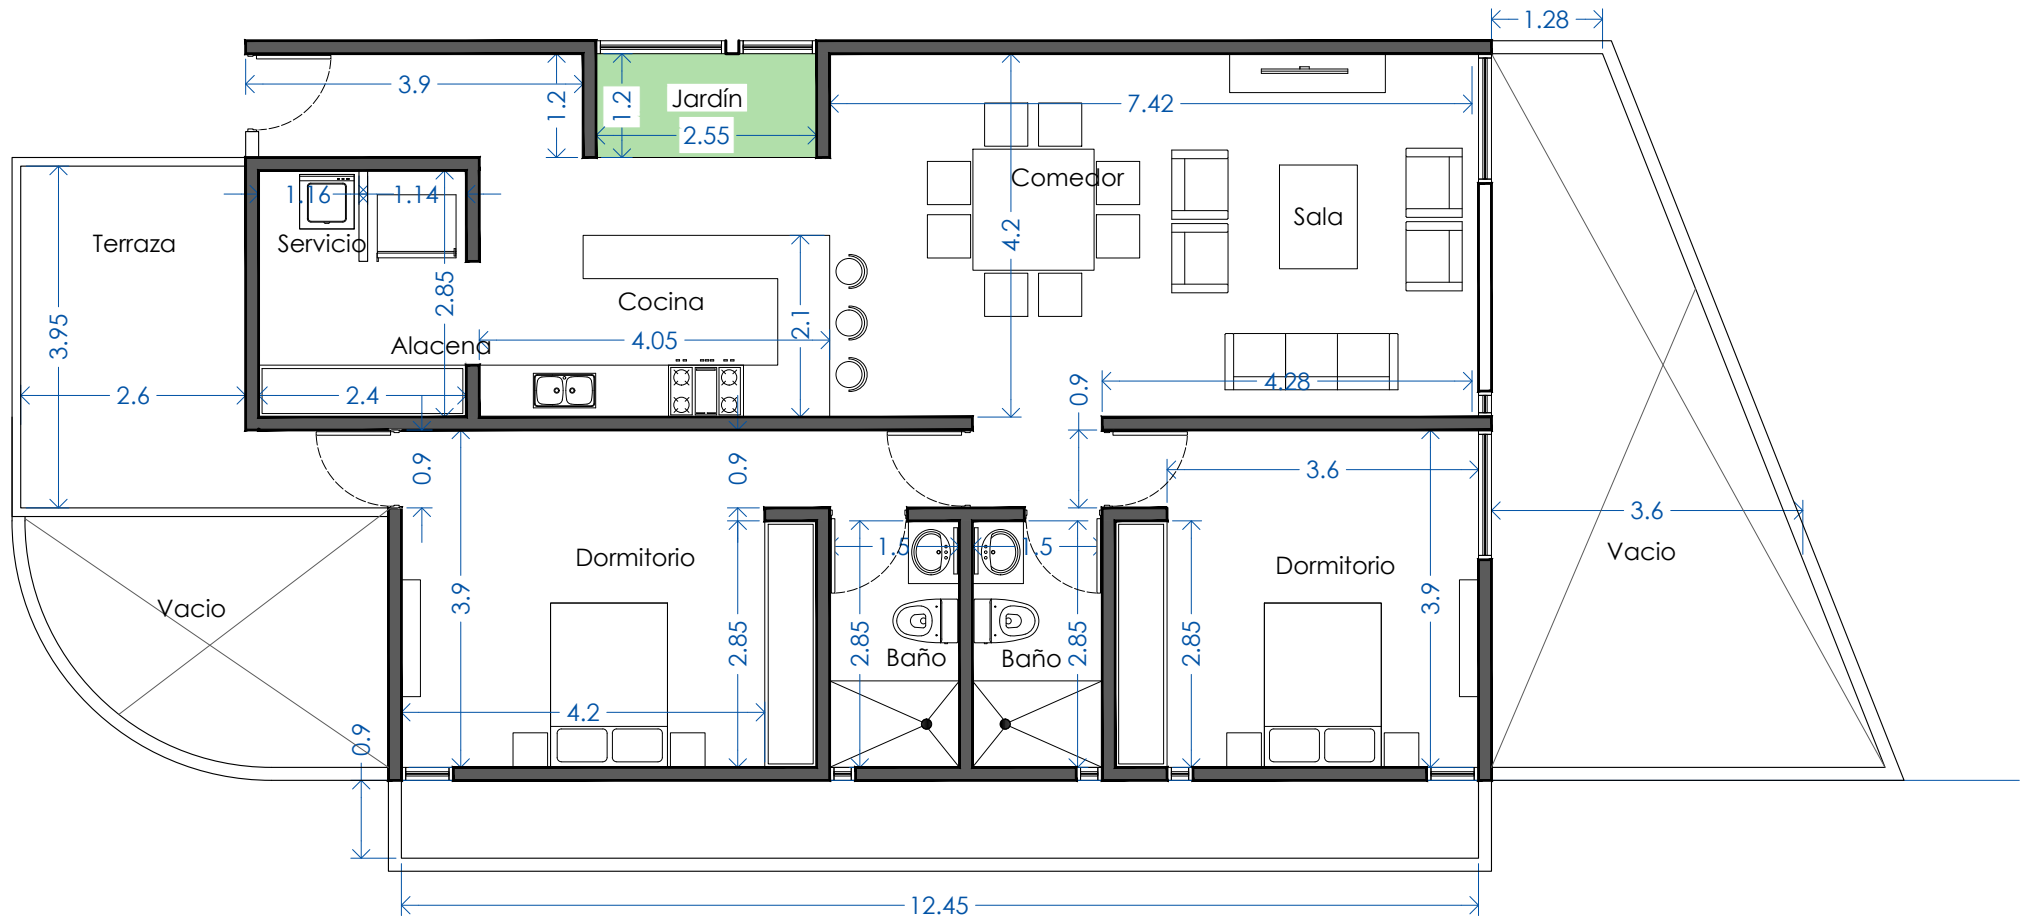 1.28
3.9
1.2
1.2
Jardín
2.55
7.42
Comedor
1.16
1.14
Sala
Terraza
Servicio
4.2
2.85
Cocina
2.1
3.95
Alacena
4.05
2.6
2.4
4.28
0.9
0.9
0.9
3.6
3.6
1.5
1.5
Vacio
Dormitorio
Dormitorio
3.9
3.9
Vacio
2.85
2.85
2.85
2.85
Baño
Baño
4.2
0.9
12.45